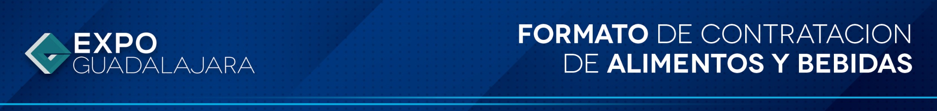 EXPO
GUADALAJARA
FORMATO DE CONTRATACION
DE ALIMENTOS Y BEBIDAS